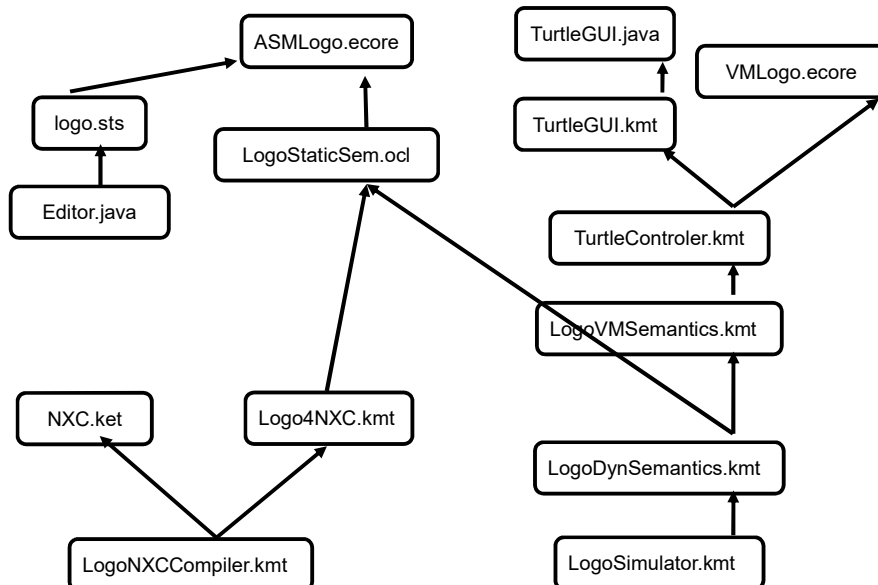 ASMLogo.ecore
TurtleGUI.java
VMLogo.ecore
logo.sts
TurtleGUI.kmt
LogoStaticSem.ocl
Editor.java
TurtleControler.kmt
LogoVMSemantics.kmt
NXC.ket
Logo4NXC.kmt
LogoDynSemantics.kmt
LogoNXCCompiler.kmt
LogoSimulator.kmt